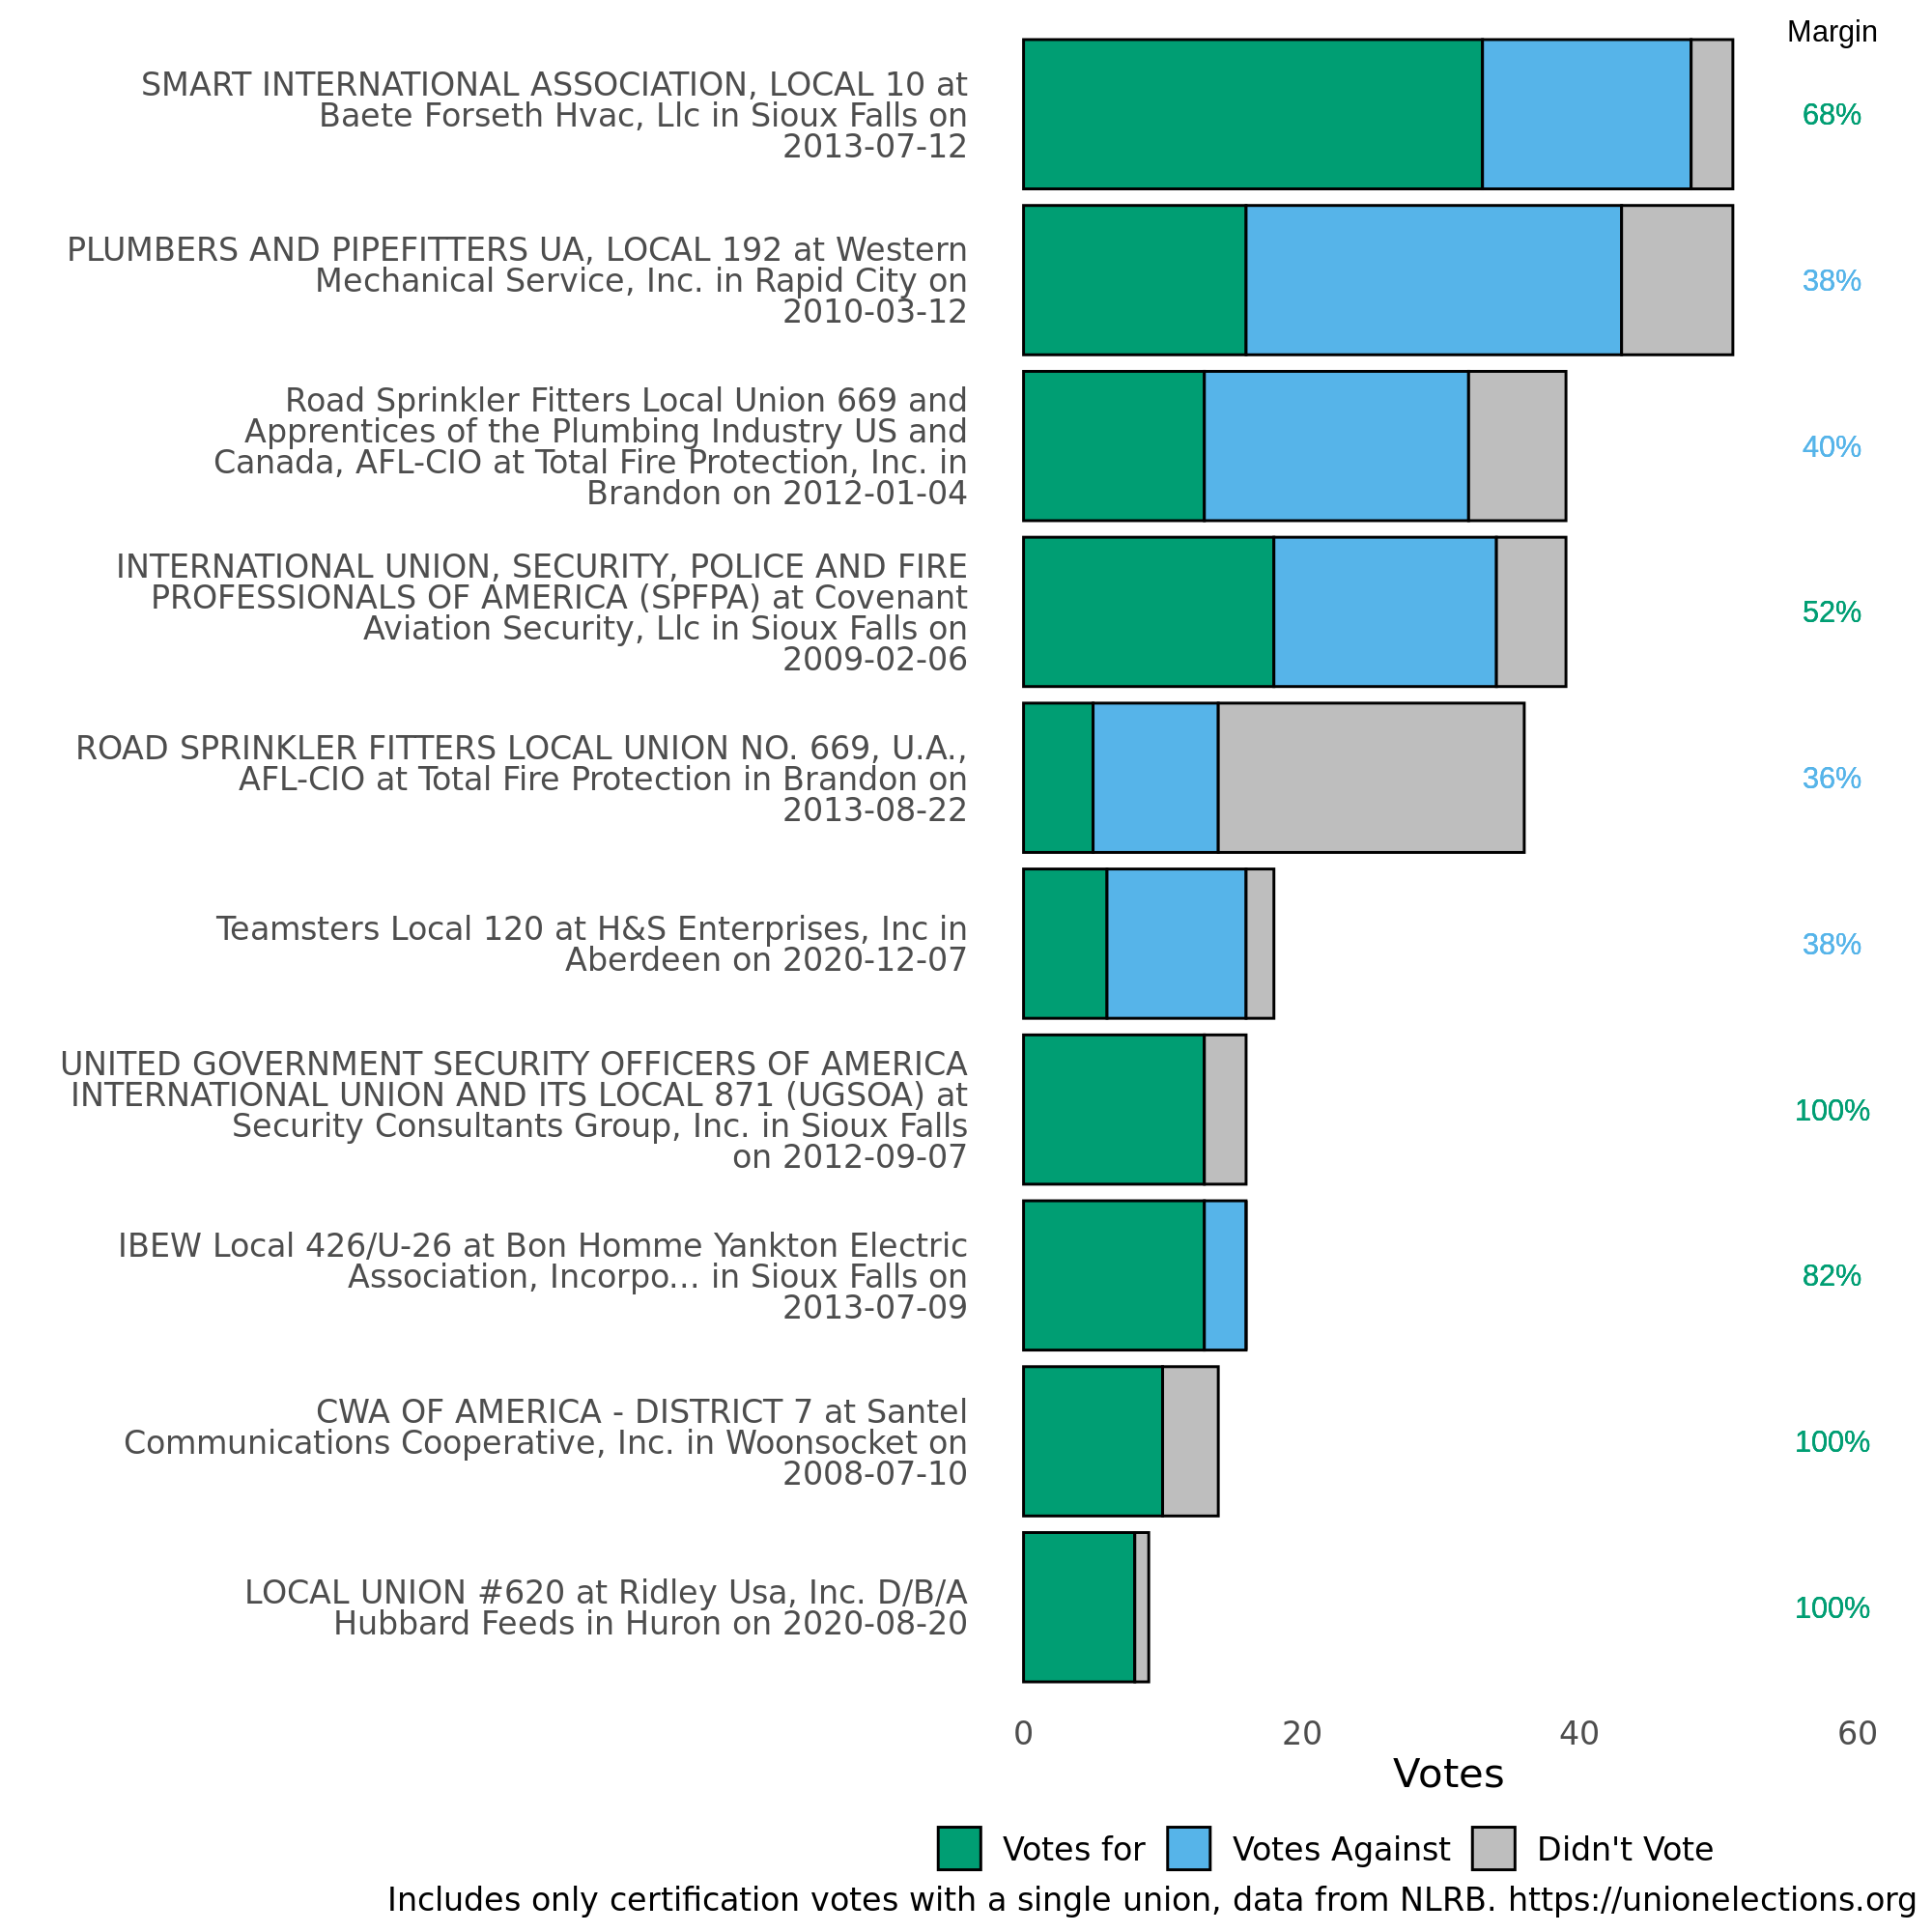 Margin
SMART INTERNATIONAL ASSOCIATION, LOCAL 10 at
Baete Forseth Hvac, Llc in Sioux Falls on
2013-07-12
68%
PLUMBERS AND PIPEFITTERS UA, LOCAL 192 at Western
Mechanical Service, Inc. in Rapid City on
2010-03-12
38%
Road Sprinkler Fitters Local Union 669 and
Apprentices of the Plumbing Industry US and
Canada, AFL-CIO at Total Fire Protection, Inc. in
Brandon on 2012-01-04
40%
INTERNATIONAL UNION, SECURITY, POLICE AND FIRE
PROFESSIONALS OF AMERICA (SPFPA) at Covenant
Aviation Security, Llc in Sioux Falls on
2009-02-06
52%
ROAD SPRINKLER FITTERS LOCAL UNION NO. 669, U.A.,
AFL-CIO at Total Fire Protection in Brandon on
2013-08-22
36%
Teamsters Local 120 at H&S Enterprises, Inc in
Aberdeen on 2020-12-07
38%
UNITED GOVERNMENT SECURITY OFFICERS OF AMERICA
INTERNATIONAL UNION AND ITS LOCAL 871 (UGSOA) at
Security Consultants Group, Inc. in Sioux Falls
on 2012-09-07
100%
IBEW Local 426/U-26 at Bon Homme Yankton Electric
Association, Incorpo... in Sioux Falls on
2013-07-09
82%
CWA OF AMERICA - DISTRICT 7 at Santel
Communications Cooperative, Inc. in Woonsocket on
2008-07-10
100%
LOCAL UNION #620 at Ridley Usa, Inc. D/B/A
Hubbard Feeds in Huron on 2020-08-20
100%
0 20 40 60
Votes
Votes for Votes Against Didn't Vote
Includes only certification votes with a single union, data from NLRB. https://unionelections.org